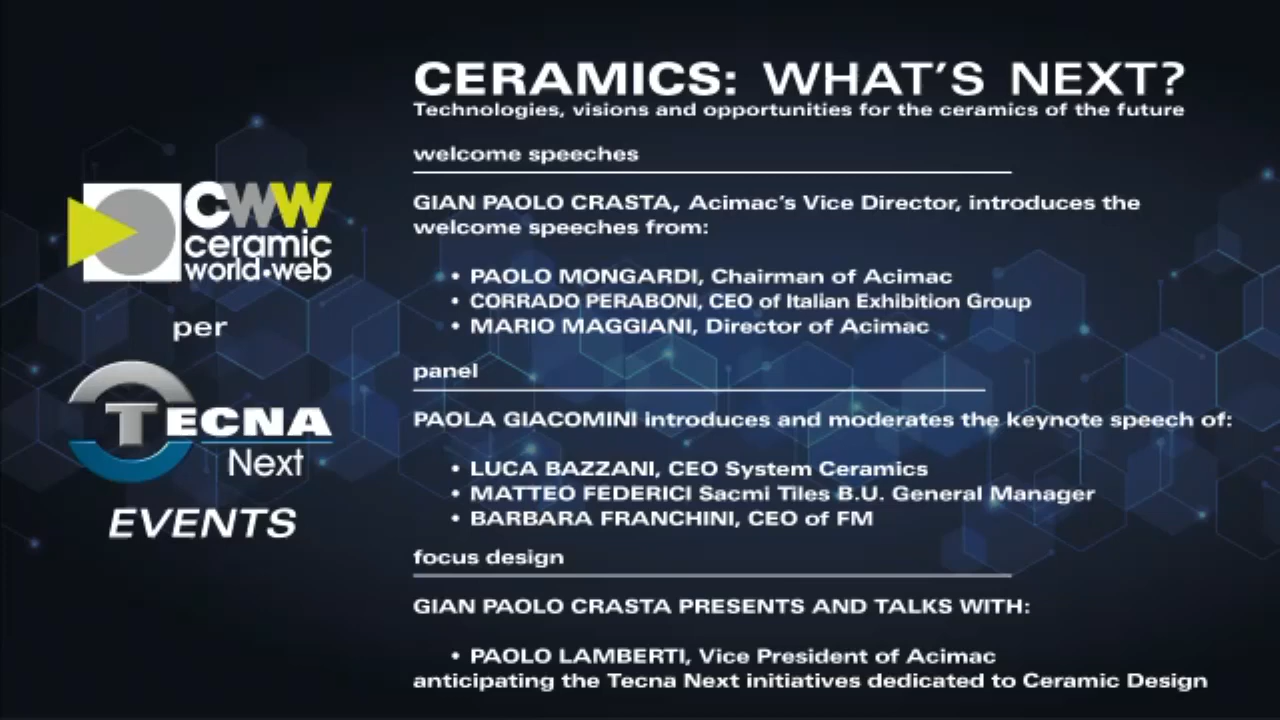 CERAMICS: WHAT'S NEXT?
Technologies, visions and opportunities for the ceramics of the future
welcome speeches
GIAN PAOLO CRASTA, Acimac's Vice Director, introduces the
welcome speeches from:
• PAOLO MONGARDI, Chairman of Acimac
• CORRADO PERABONI, CEO of Italian Exhibition Group
• MARIO MAGGIANI, Director of Acimac
panel
PAOLA GIACOMINI introduces and moderates the keynote speech of:
• LUCA BAZZANI, CEO System Ceramics
• MATTEO FEDERICI Sacmi Tiles B.U. General Manager
• BARBARA FRANCHINI, CEO of FM
focus design
GIAN PAOLO CRASTA PRESENTS AND TALKS WITH:
• PAOLO LAMBERTI, Vice President of Acimac
anticipating the Tecna Next initiatives dedicated to Ceramic Design
CWW
ceramic
world•web
per
TECNA
Next
EVENTS